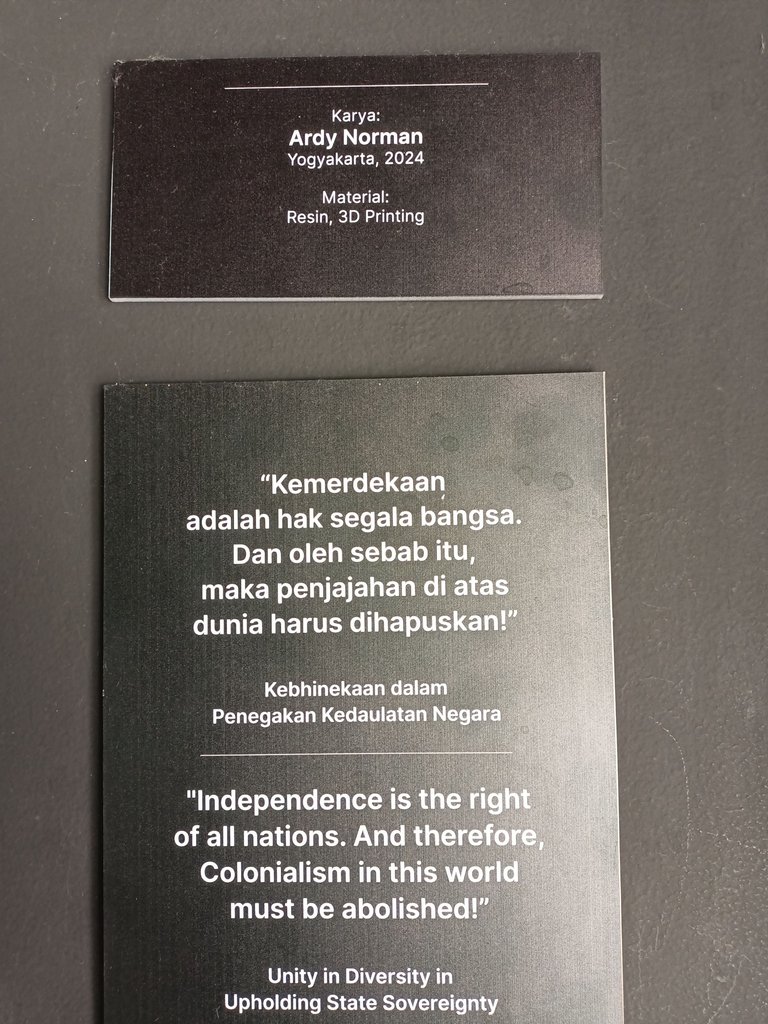 Karya:
Ardy Norman
Yogyakarta, 2024
Material:
Resin, 3D Printing
“Kemerdekaan
adalah hak segala bangsa.
Dan oleh sebab itu,
maka penjajahan di atas
dunia harus dihapuskan!”
Kebhinekaan dalam
Penegakan Kedaulatan Negara
"Independence is the right
of all nations. And therefore,
Colonialism in this world
must be abolished!”
Unity in Diversity in
Upholding State Sovereignty